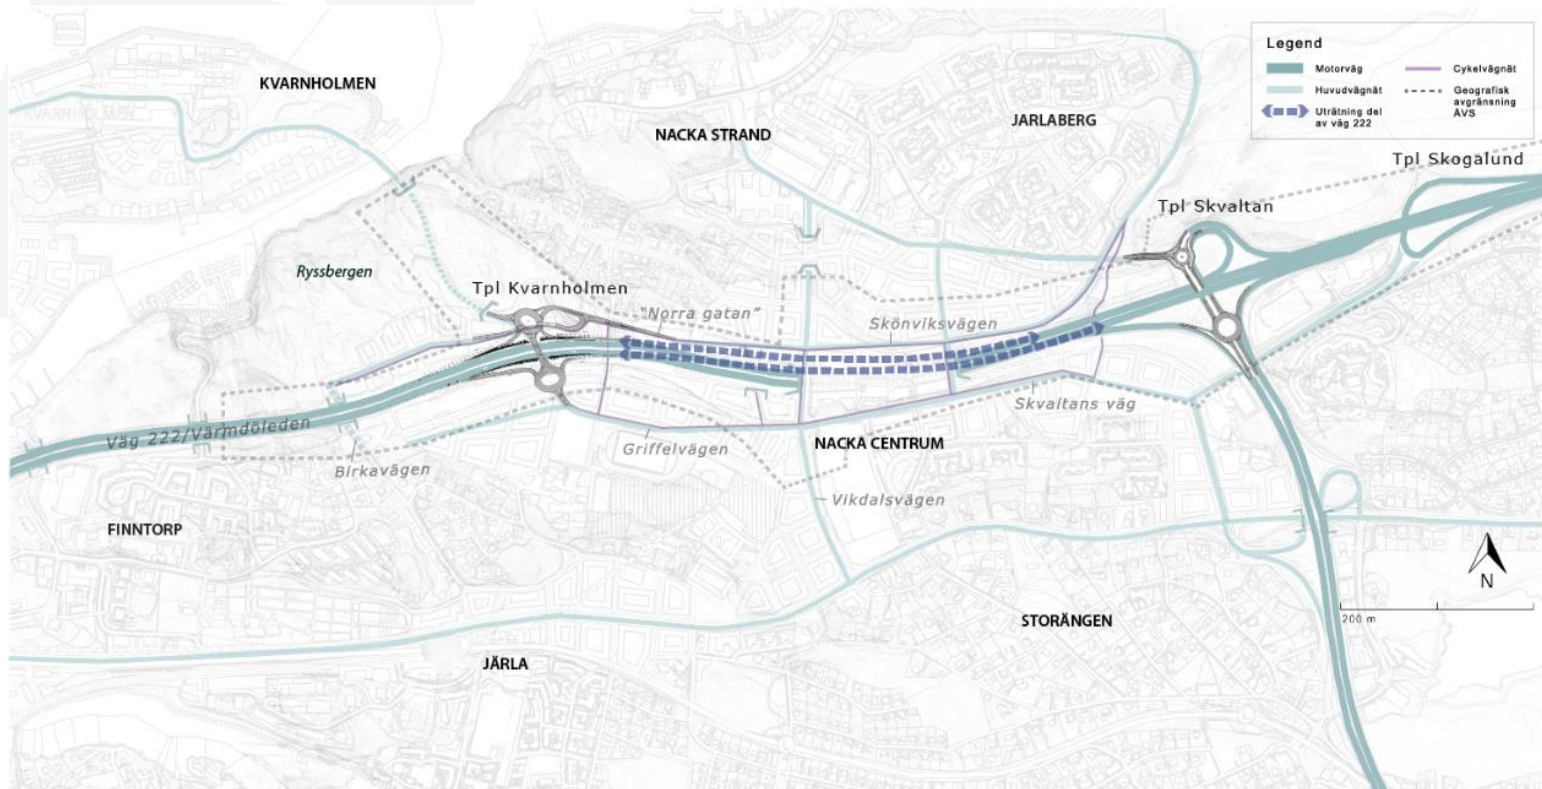 Legend
Motorväg
Cykelvägnät
Huvudvägnät
Geografisk
avgränsning
ÅVS
Uträtning del
av väg 222
KVARNHOLMEN
KVARNHOLMEN
NACKA STRAND
JARLABERG
Tpl Skogalund
Tpl Skvaltan
Ryssbergen
Tpl Kvarnholmen
"Norra gatan"
Skönviksvägen
Skvaltans väg
Väg 222/Värmdöleden
NACKA CENTRUM
Griffelvägen
Birkavägen
Vikdalsvägen
FINNTORP
N
200 m
STORÄNGEN
JÄRLA